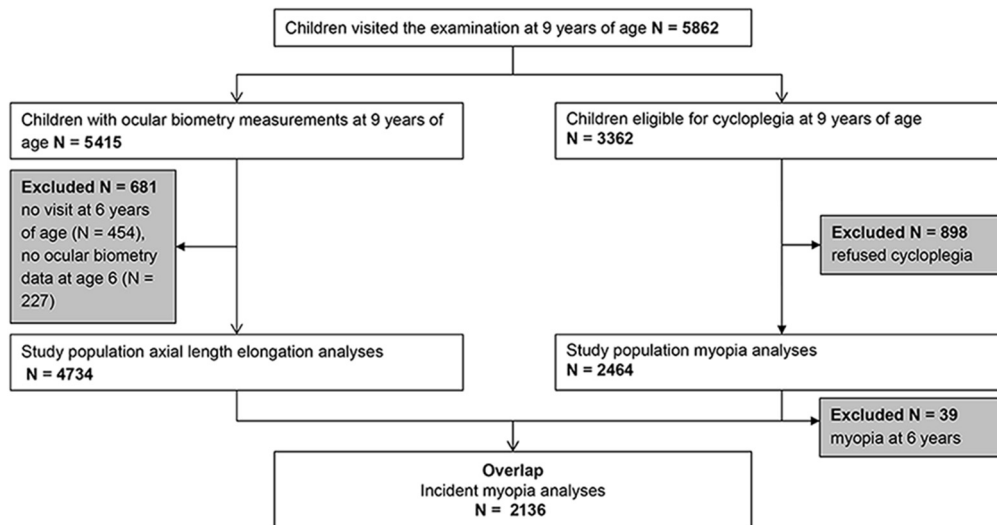 Children visited the examination at 9 years of age N = 5862
Children with ocular biometry measurements at 9 years of
age N = 5415
Children eligible for cycloplegia at 9 years of age
N = 3362
Excluded N = 681
no visit at 6 years
of age (N = 454),
no ocular biometry
data at age 6 (N =
227)
Excluded N = 898
refused cycloplegia
Study population axial length elongation analyses
N = 4734
Study population myopia analyses
N = 2464
Excluded N = 39
myopia at 6 years
Overlap
Incident myopia analyses
N = 2136